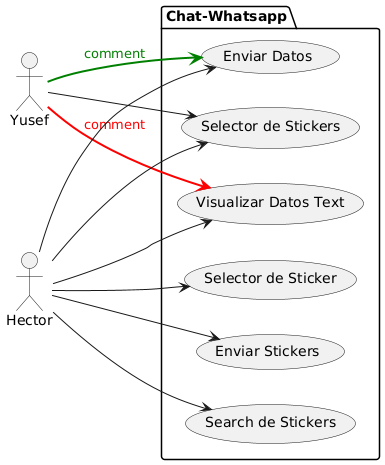 Chat-Whatsapp
comment
Enviar Datos
Yusef
comment
Selector de Stickers
Visualizar Datos Text
Hector
Selector de Sticker
Enviar Stickers
Search de Stickers